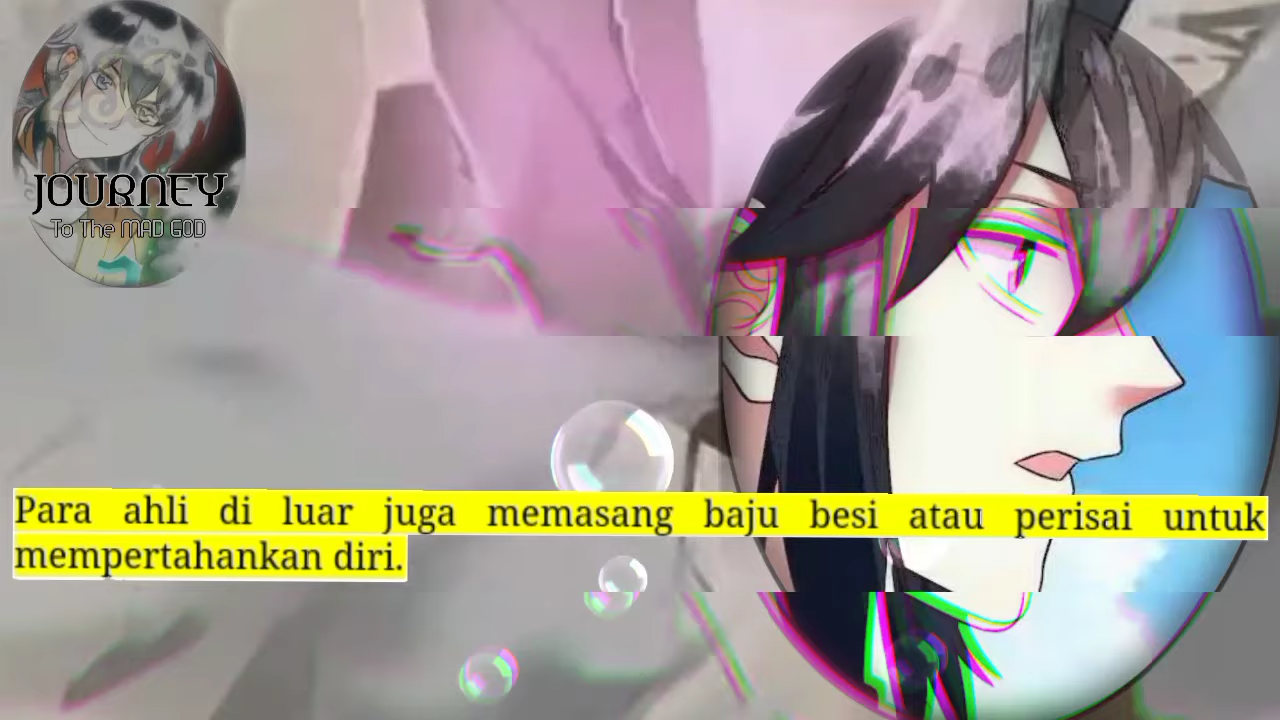 JOURNEY
To The MAD GOD
Para ahli di luar juga memasang baju besi atau perisai untuk
mempertahankan diri.